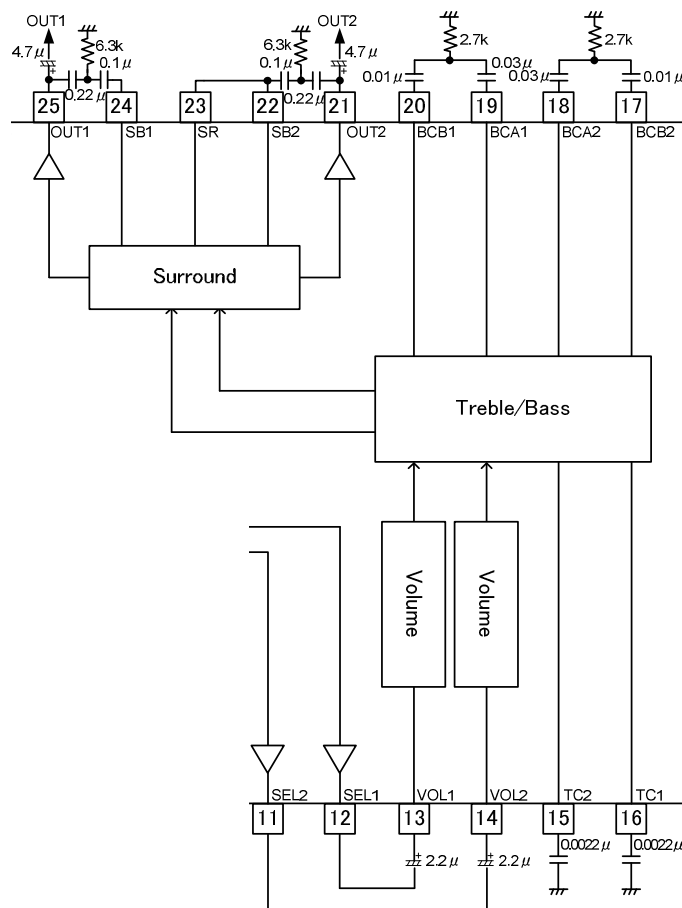 OUT1 OUT2
4.7μ 6.3k 6.3k 4.7μ 2.7k 2.7k
0.1μ 0.1μ 0.03μ
0.22μ 0.22μ 0.01μ 0.03μ 0.01μ
25 24 23 22 21 20 19 18 17
OUT1 SB1 SR SB2 OUT2 BCB1 BCA1 BCA2 BCB2
Surround
Treble/Bass
Volume
Volume
SEL2 SEL1 VOL1 VOL2 TC2 TC1
11 12 13 14 15 16
+ 2.2μ + 2.2μ 0.0022μ 0.0022μ